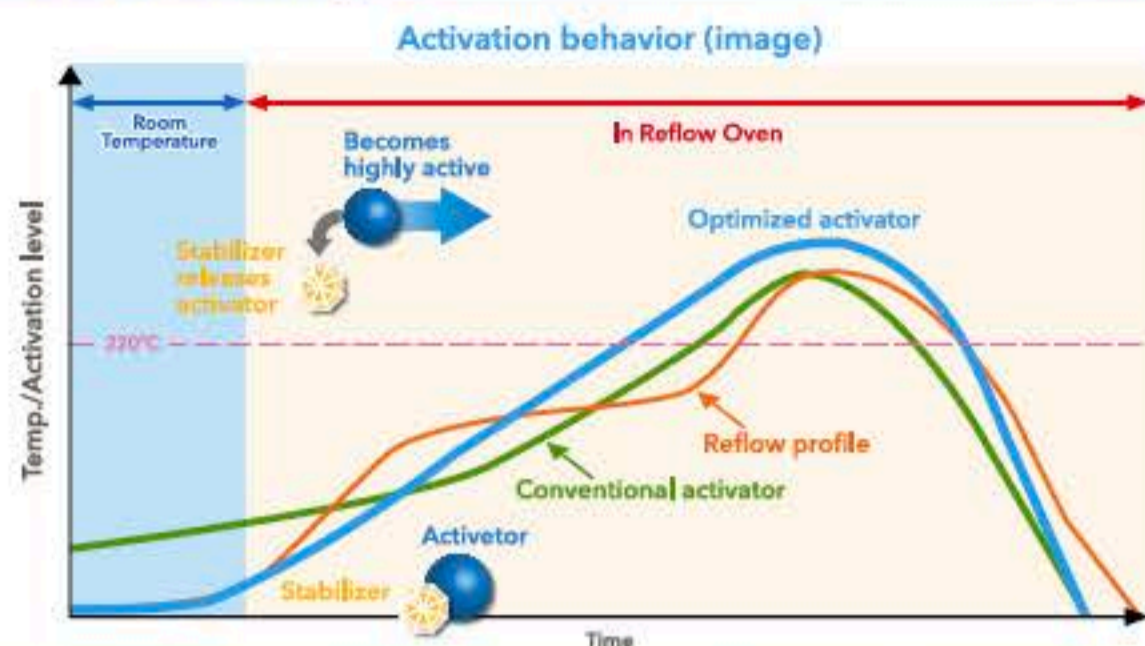 Activation behavior (image)
Room
Temperature
In Reflow Oven
Becomes
highly active
Optimized activator
Stabilizer
releases
activator
220°C
Temp./Activation level
Reflow profile
Conventional activator
Activetor
Stabilizer
Time